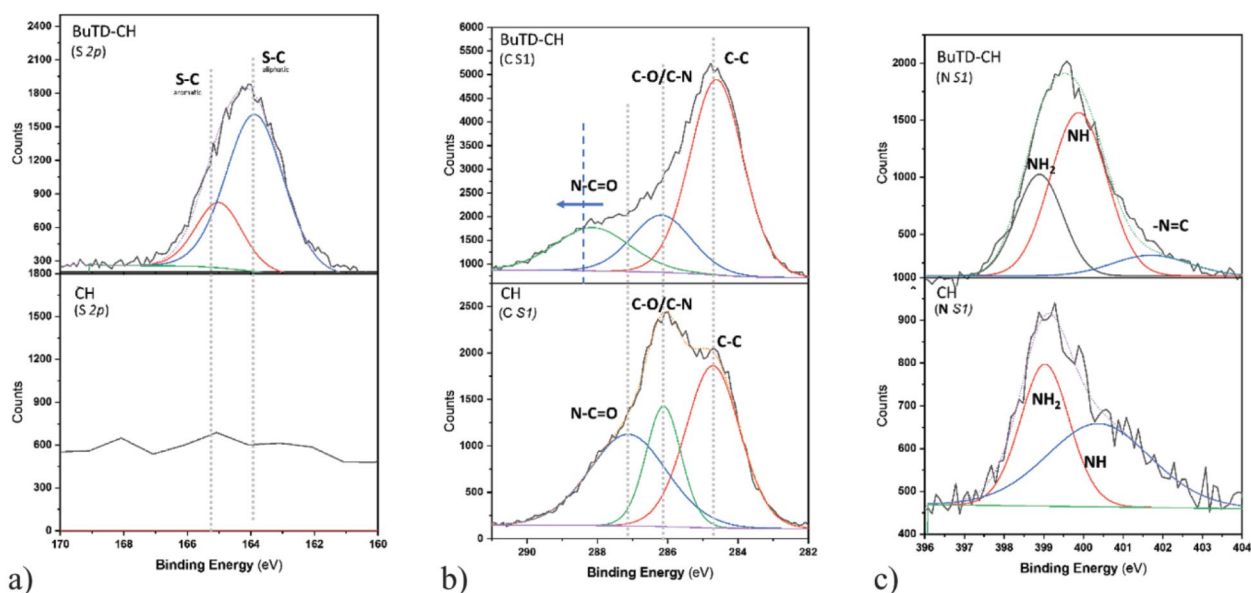 BuTD-CH
(S 2p)
S-C
aromatic
S-C
aliphatic
2400
2100
1800
1500
1200
900
600
300
1800
Counts
CH
(S 2p)
1500
1200
900
600
300
0
Counts
170 168 166 164 162 160
Binding Energy (eV)
a)
BuTD-CH
(C S1)
C-C
C-O/C-N
N-C=O
6000
5500
5000
4500
4000
3500
3000
2500
2000
1500
1000
Counts
CH
(C S1)
C-O/C-N
C-C
N-C=O
2500
2000
1500
1000
500
0
Counts
290 288 286 284 282
Binding Energy (eV)
b)
BuTD-CH
(N S1)
NH2
NH
-N=C
2000
1500
1000
500
1000
Counts
CH
(N S1)
NH2
NH
900
800
700
600
500
400
Counts
396 397 399 400 402 403 404
Binding Energy (eV)
c)